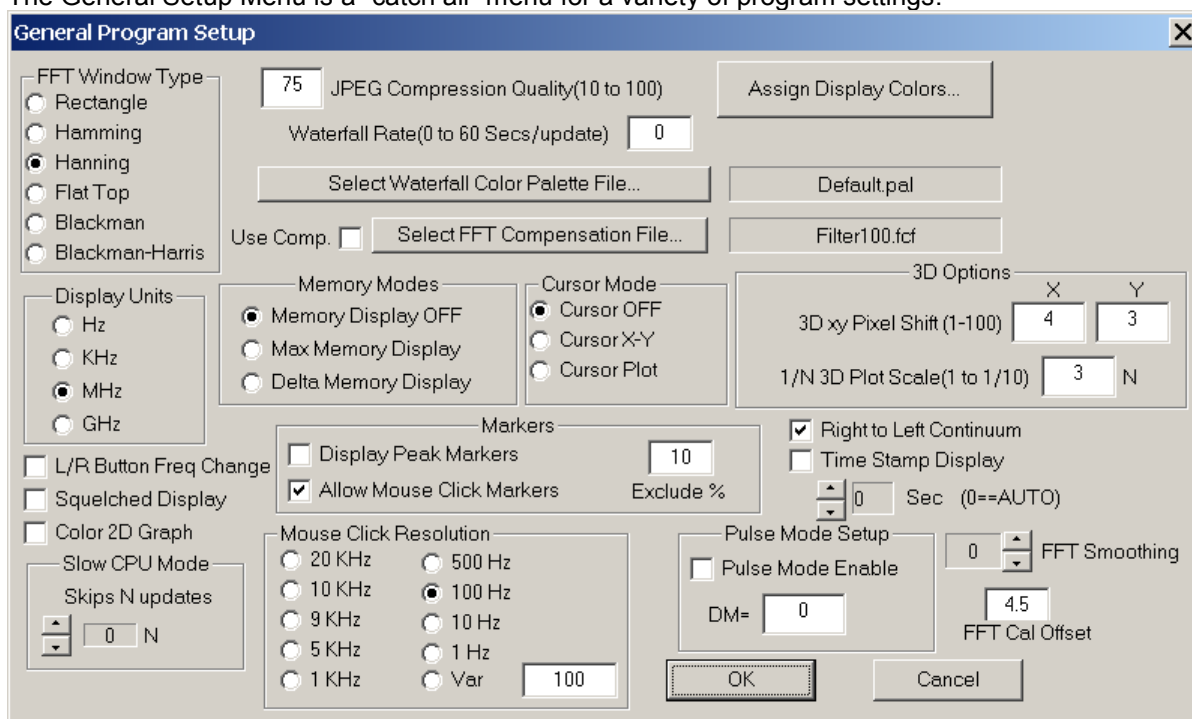 The General Setup Menu is a "catch all" menu for a variety of program settings.
General Program Setup
FFT Window Type
Rectangle
Hamming
Hanning
Flat Top
Blackman
Blackman-Harris
75 JPEG Compression Quality(10 to 100)
Assign Display Colors...
Waterfall Rate(0 to 60 Secs/update) 0
Select Waterfall Color Palette File...
Default.pal
Use Comp.
Select FFT Compensation File...
Filter100.fcf
Display Units
Hz
KHz
MHz
GHz
Memory Modes
Memory Display OFF
Max Memory Display
Delta Memory Display
Cursor Mode
Cursor OFF
Cursor X-Y
Cursor Plot
3D Options
X Y
3D xy Pixel Shift (1-100) 4 3
1/N 3D Plot Scale(1 to 1/10) 3 N
L/R Button Freq Change
Squelched Display
Color 2D Graph
Markers
Display Peak Markers
Allow Mouse Click Markers
10
Exclude %
Right to Left Continuum
Time Stamp Display
0 Sec (0==AUTO)
Slow CPU Mode
Skips N updates
0 N
Mouse Click Resolution
20 KHz
10 KHz
9 KHz
5 KHz
1 KHz
500 Hz
100 Hz
10 Hz
1 Hz
Var 100
Pulse Mode Setup
Pulse Mode Enable
DM= 0
0 FFT Smoothing
4.5
FFT Cal Offset
OK
Cancel